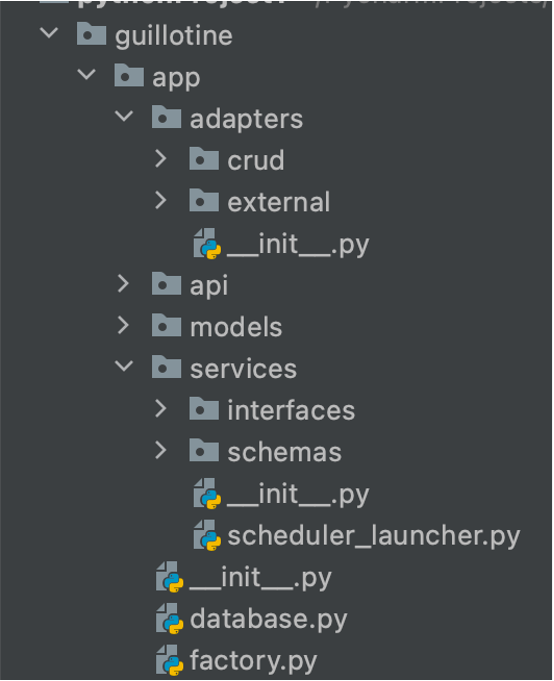 guillotine
app
adapters
crud
external
__init__.py
api
models
services
interfaces
schemas
__init__.py
scheduler_launcher.py
__init__.py
database.py
factory.py